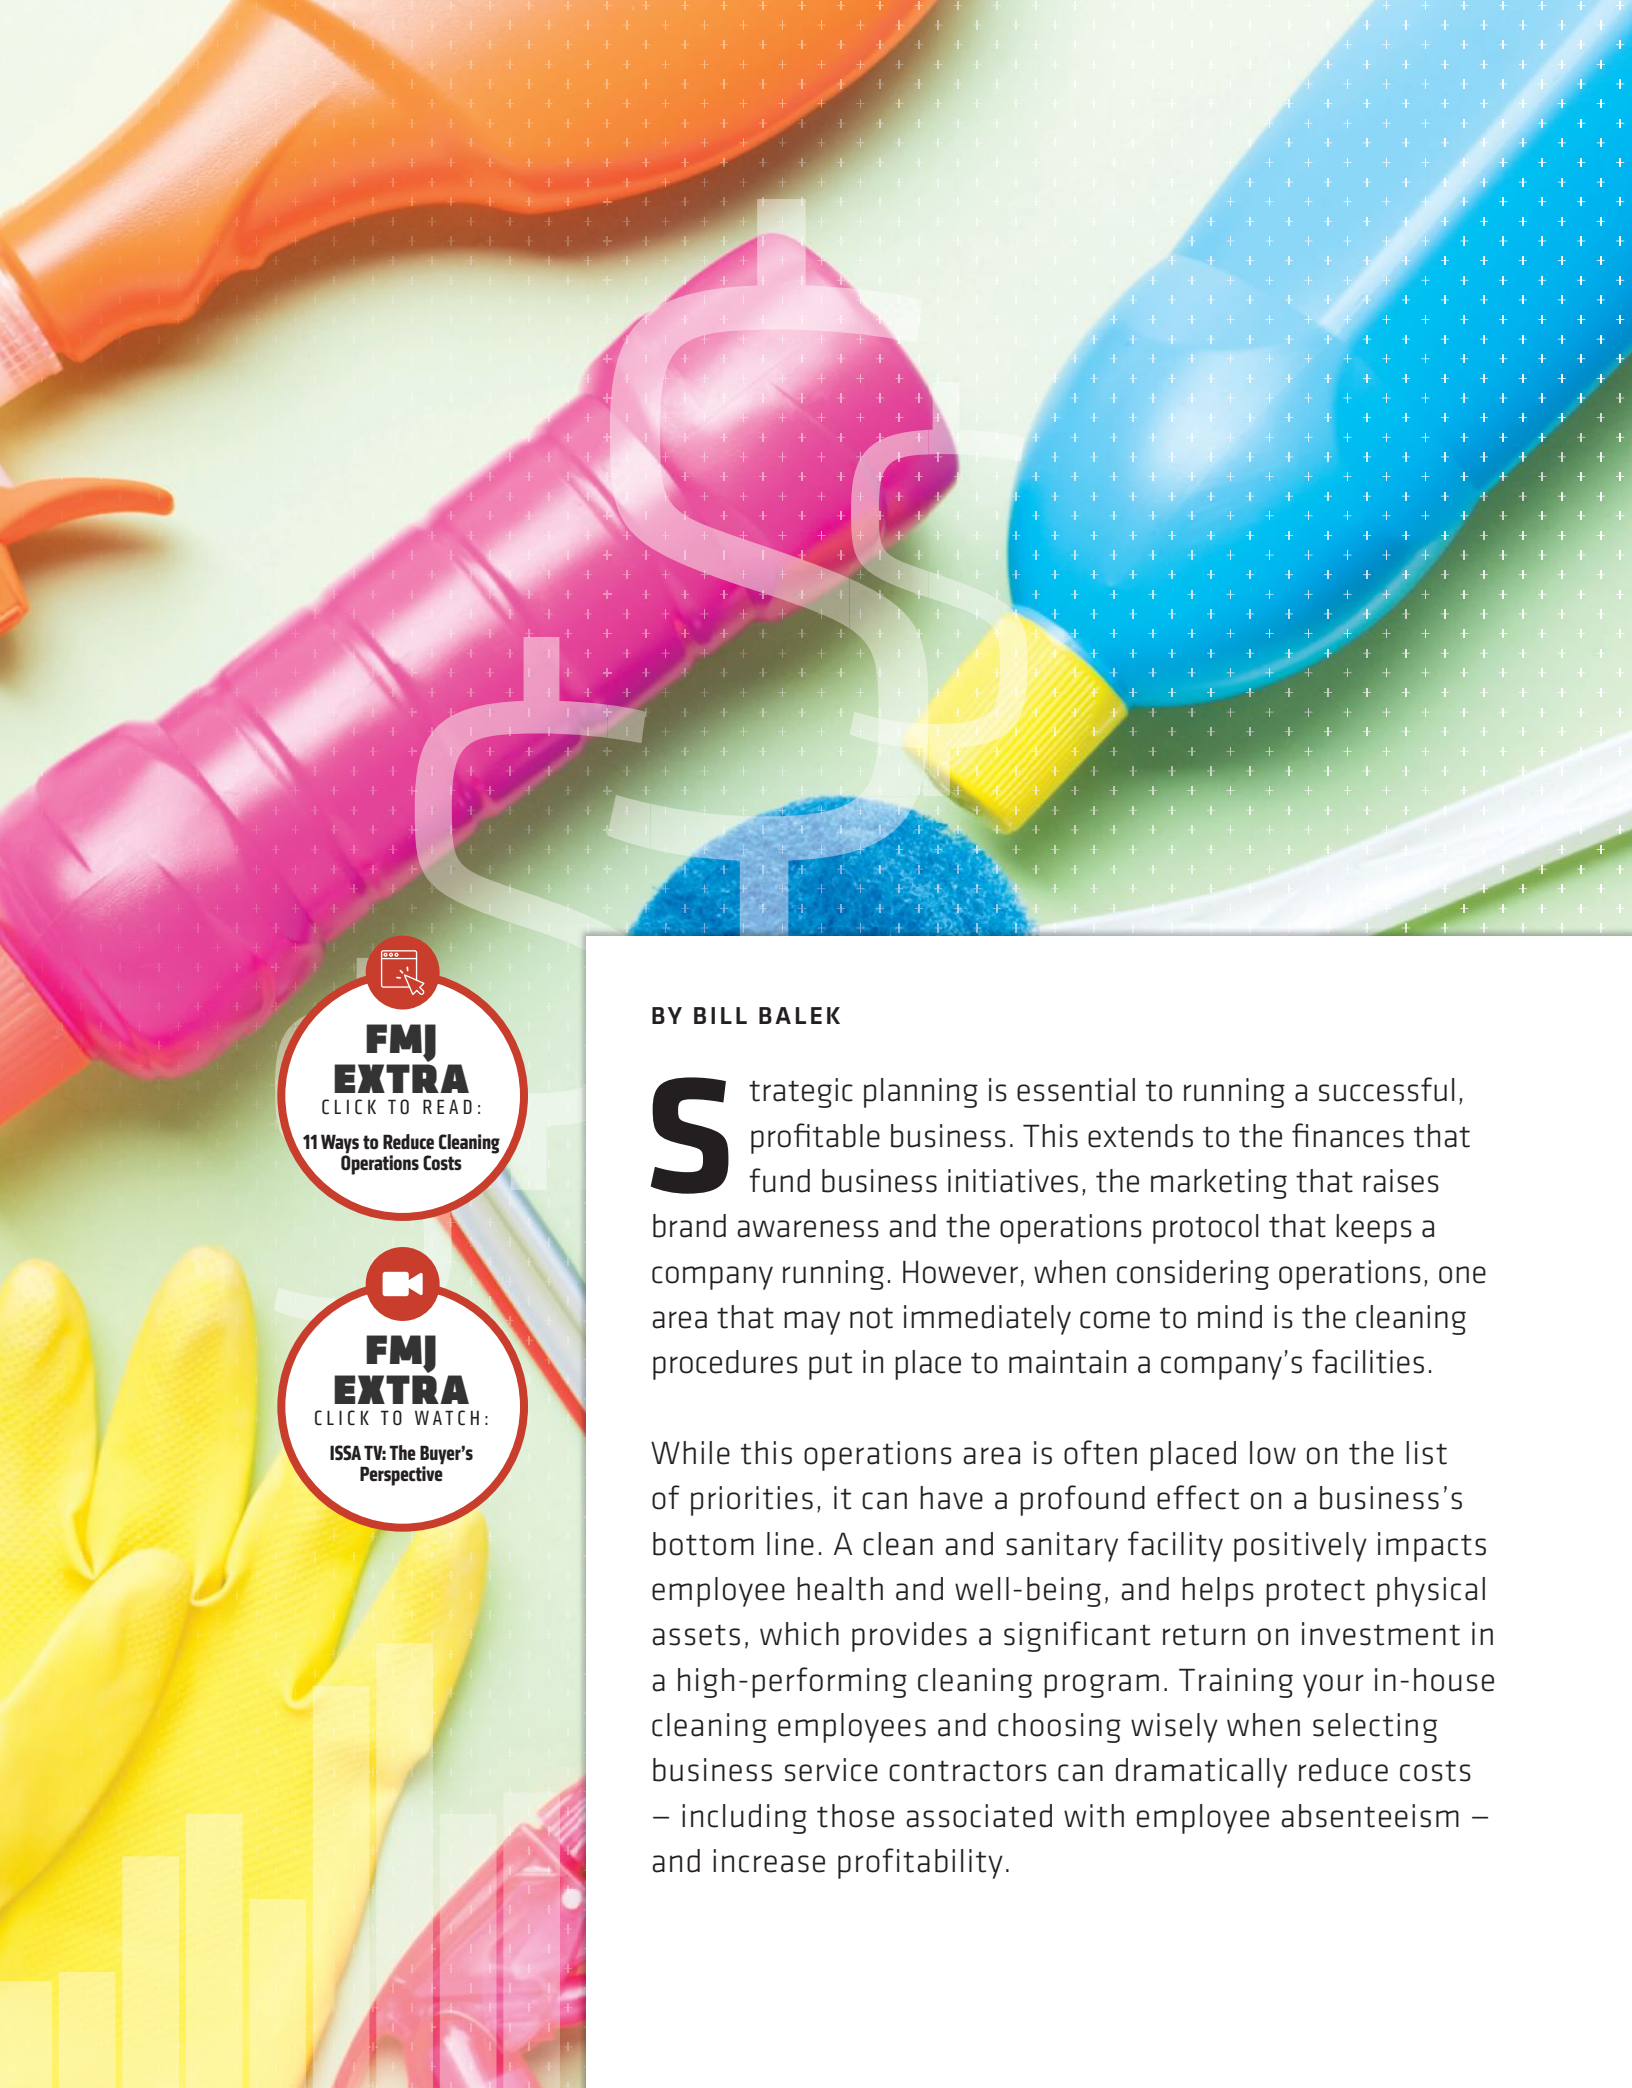 FMJ
EXTRA
CLICK TO READ:
11 Ways to Reduce Cleaning
Operations Costs
FMJ
EXTRA
CLICK TO WATCH:
ISSA TV: The Buyer's
Perspective
BY BILL BALEK
Strategic planning is essential to running a successful,
profitable business. This extends to the finances that
fund business initiatives, the marketing that raises
brand awareness and the operations protocol that keeps a
company running. However, when considering operations, one
area that may not immediately come to mind is the cleaning
procedures put in place to maintain a company's facilities.
While this operations area is often placed low on the list
of priorities, it can have a profound effect on a business's
bottom line. A clean and sanitary facility positively impacts
employee health and well-being, and helps protect physical
assets, which provides a significant return on investment in
a high-performing cleaning program. Training your in-house
cleaning employees and choosing wisely when selecting
business service contractors can dramatically reduce costs
– including those associated with employee absenteeism –
and increase profitability.